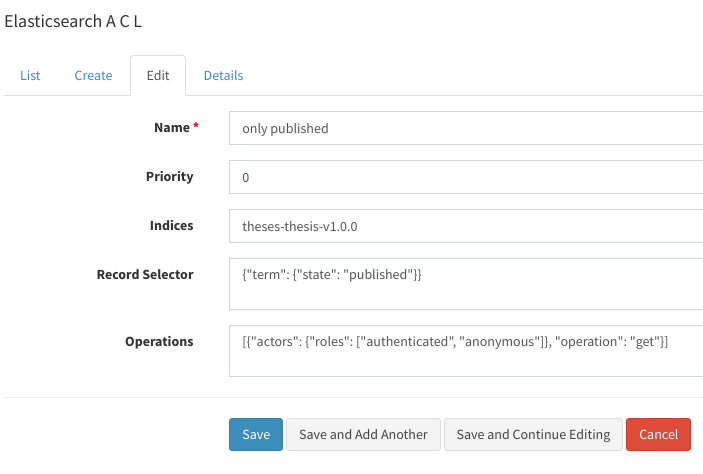 Elasticsearch A C L
List Create Edit Details
Name * only published
Priority 0
Indices theses-thesis-v1.0.0
Record Selector {"term": {"state": "published"}}
Operations [{"actors": {"roles": ["authenticated", "anonymous"]}, "operation": "get"}]
Save Save and Add Another Save and Continue Editing Cancel